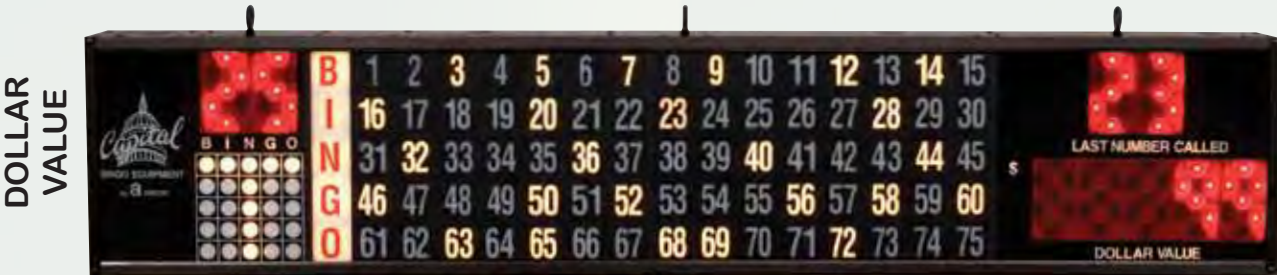 DOLLAR
VALUE
Capital
BINGO EQUIPMENT
B I N G O
B 1 2 3 4 5 6 7 8 9 10 11 12 13 14 15
I 16 17 18 19 20 21 22 23 24 25 26 27 28 29 30
N 31 32 33 34 35 36 37 38 39 40 41 42 43 44 45
G 46 47 48 49 50 51 52 53 54 55 56 57 58 59 60
O 61 62 63 64 65 66 67 68 69 70 71 72 73 74 75
LAST NUMBER CALLED
$
DOLLAR VALUE